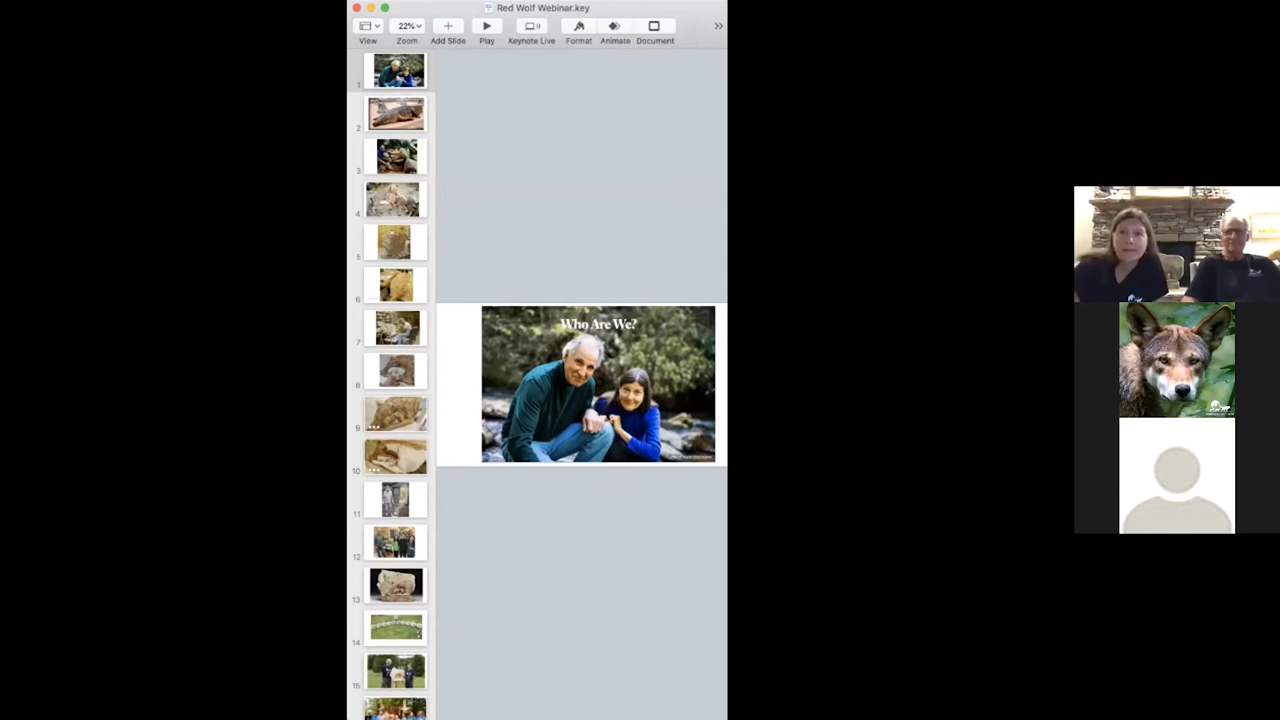 Red Wolf Webinar.key
22%
View
Zoom
Add Slide
Play
Keynote Live
Format
Animate
Document
1
2
3
4
5
6
7
8
9
10
11
12
13
14
15
Who Are We?